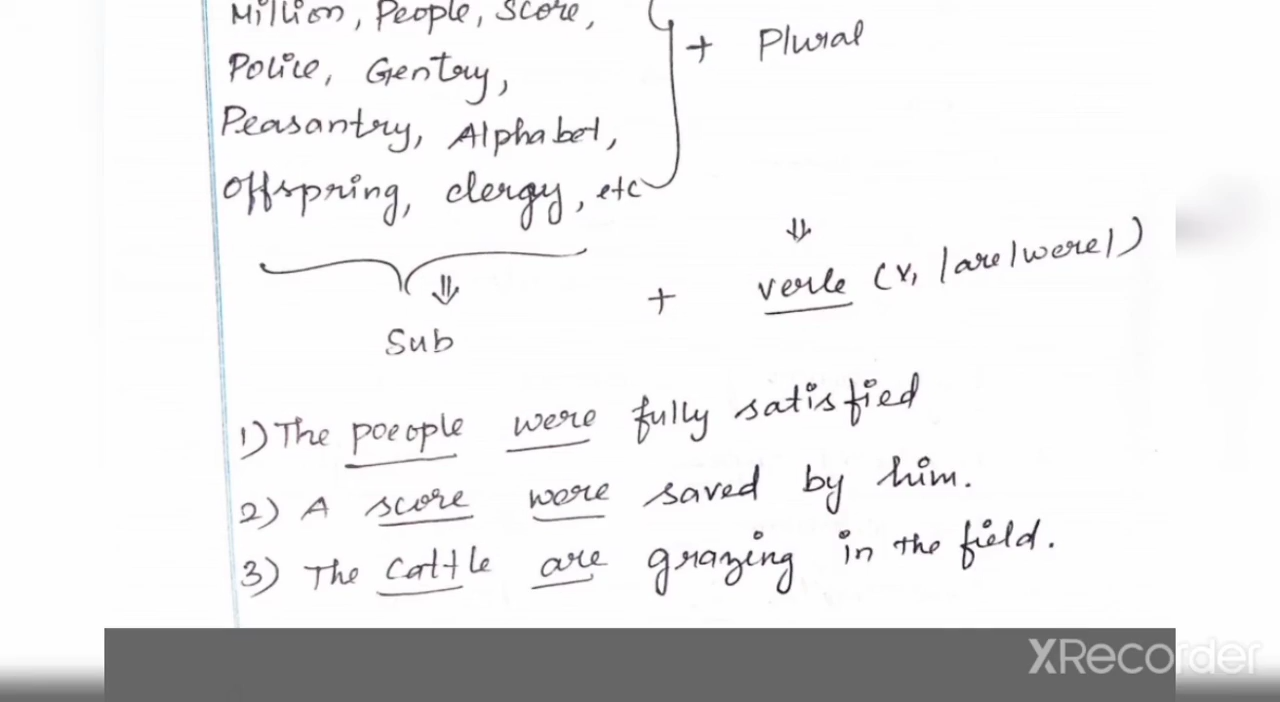 Million, People, Score,
Police, Gentry,
+ Plural
Peasantry, Alphabet,
Offspring, clergy, etc
⇓ ⇓
Sub + verb (V, |are|were|)
1) The poeople were fully satisfied
2) A score were saved by him.
3) The cattle are grazing in the field.
XRecorder